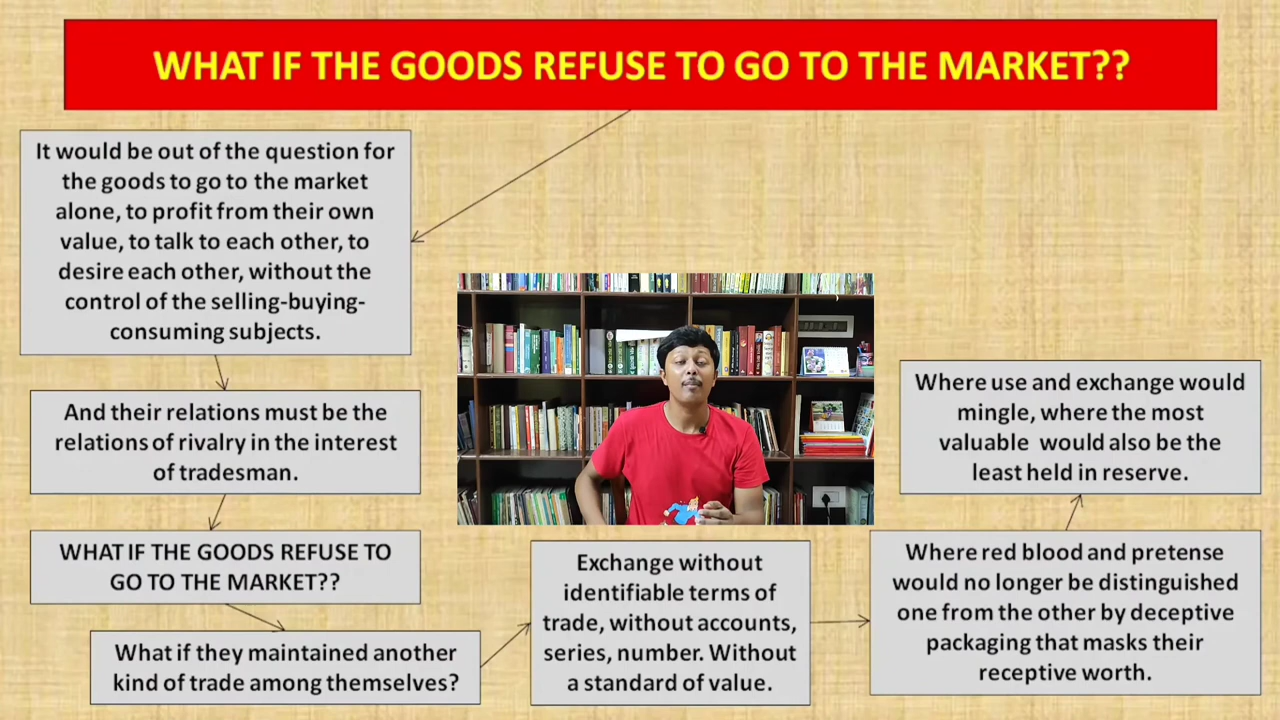 WHAT IF THE GOODS REFUSE TO GO TO THE MARKET??
It would be out of the question for
the goods to go to the market
alone, to profit from their own
value, to talk to each other, to
desire each other, without the
control of the selling-buying-
consuming subjects.
And their relations must be the
relations of rivalry in the interest
of tradesman.
WHAT IF THE GOODS REFUSE TO
GO TO THE MARKET??
What if they maintained another
kind of trade among themselves?
Exchange without
identifiable terms of
trade, without accounts,
series, number. Without
a standard of value.
Where red blood and pretense
would no longer be distinguished
one from the other by deceptive
packaging that masks their
receptive worth.
Where use and exchange would
mingle, where the most
valuable would also be the
least held in reserve.